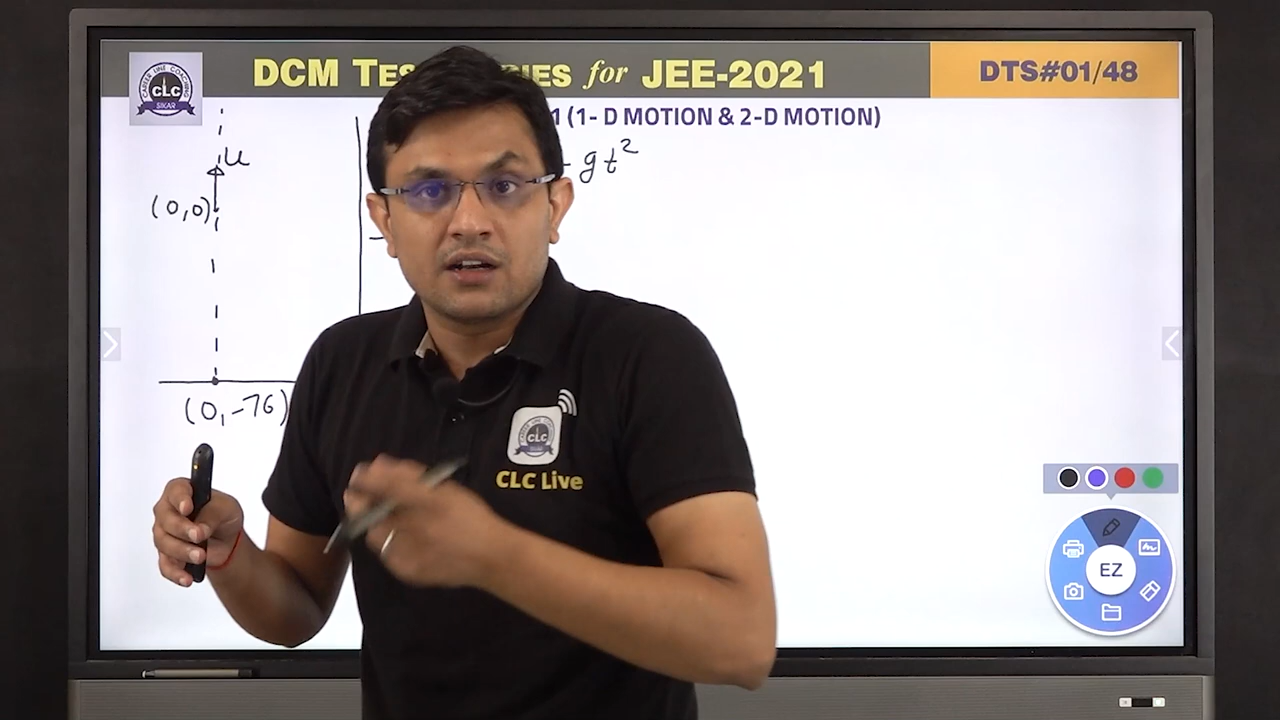 DCM TES IES for JEE-2021
DTS#01/48
1 (1- D MOTION & 2-D MOTION)
CAREER LINE COACHING
CLC
SIKAR
u
(0,0)
(0,-76)
- gt²
CLC
CLC Live
EZ